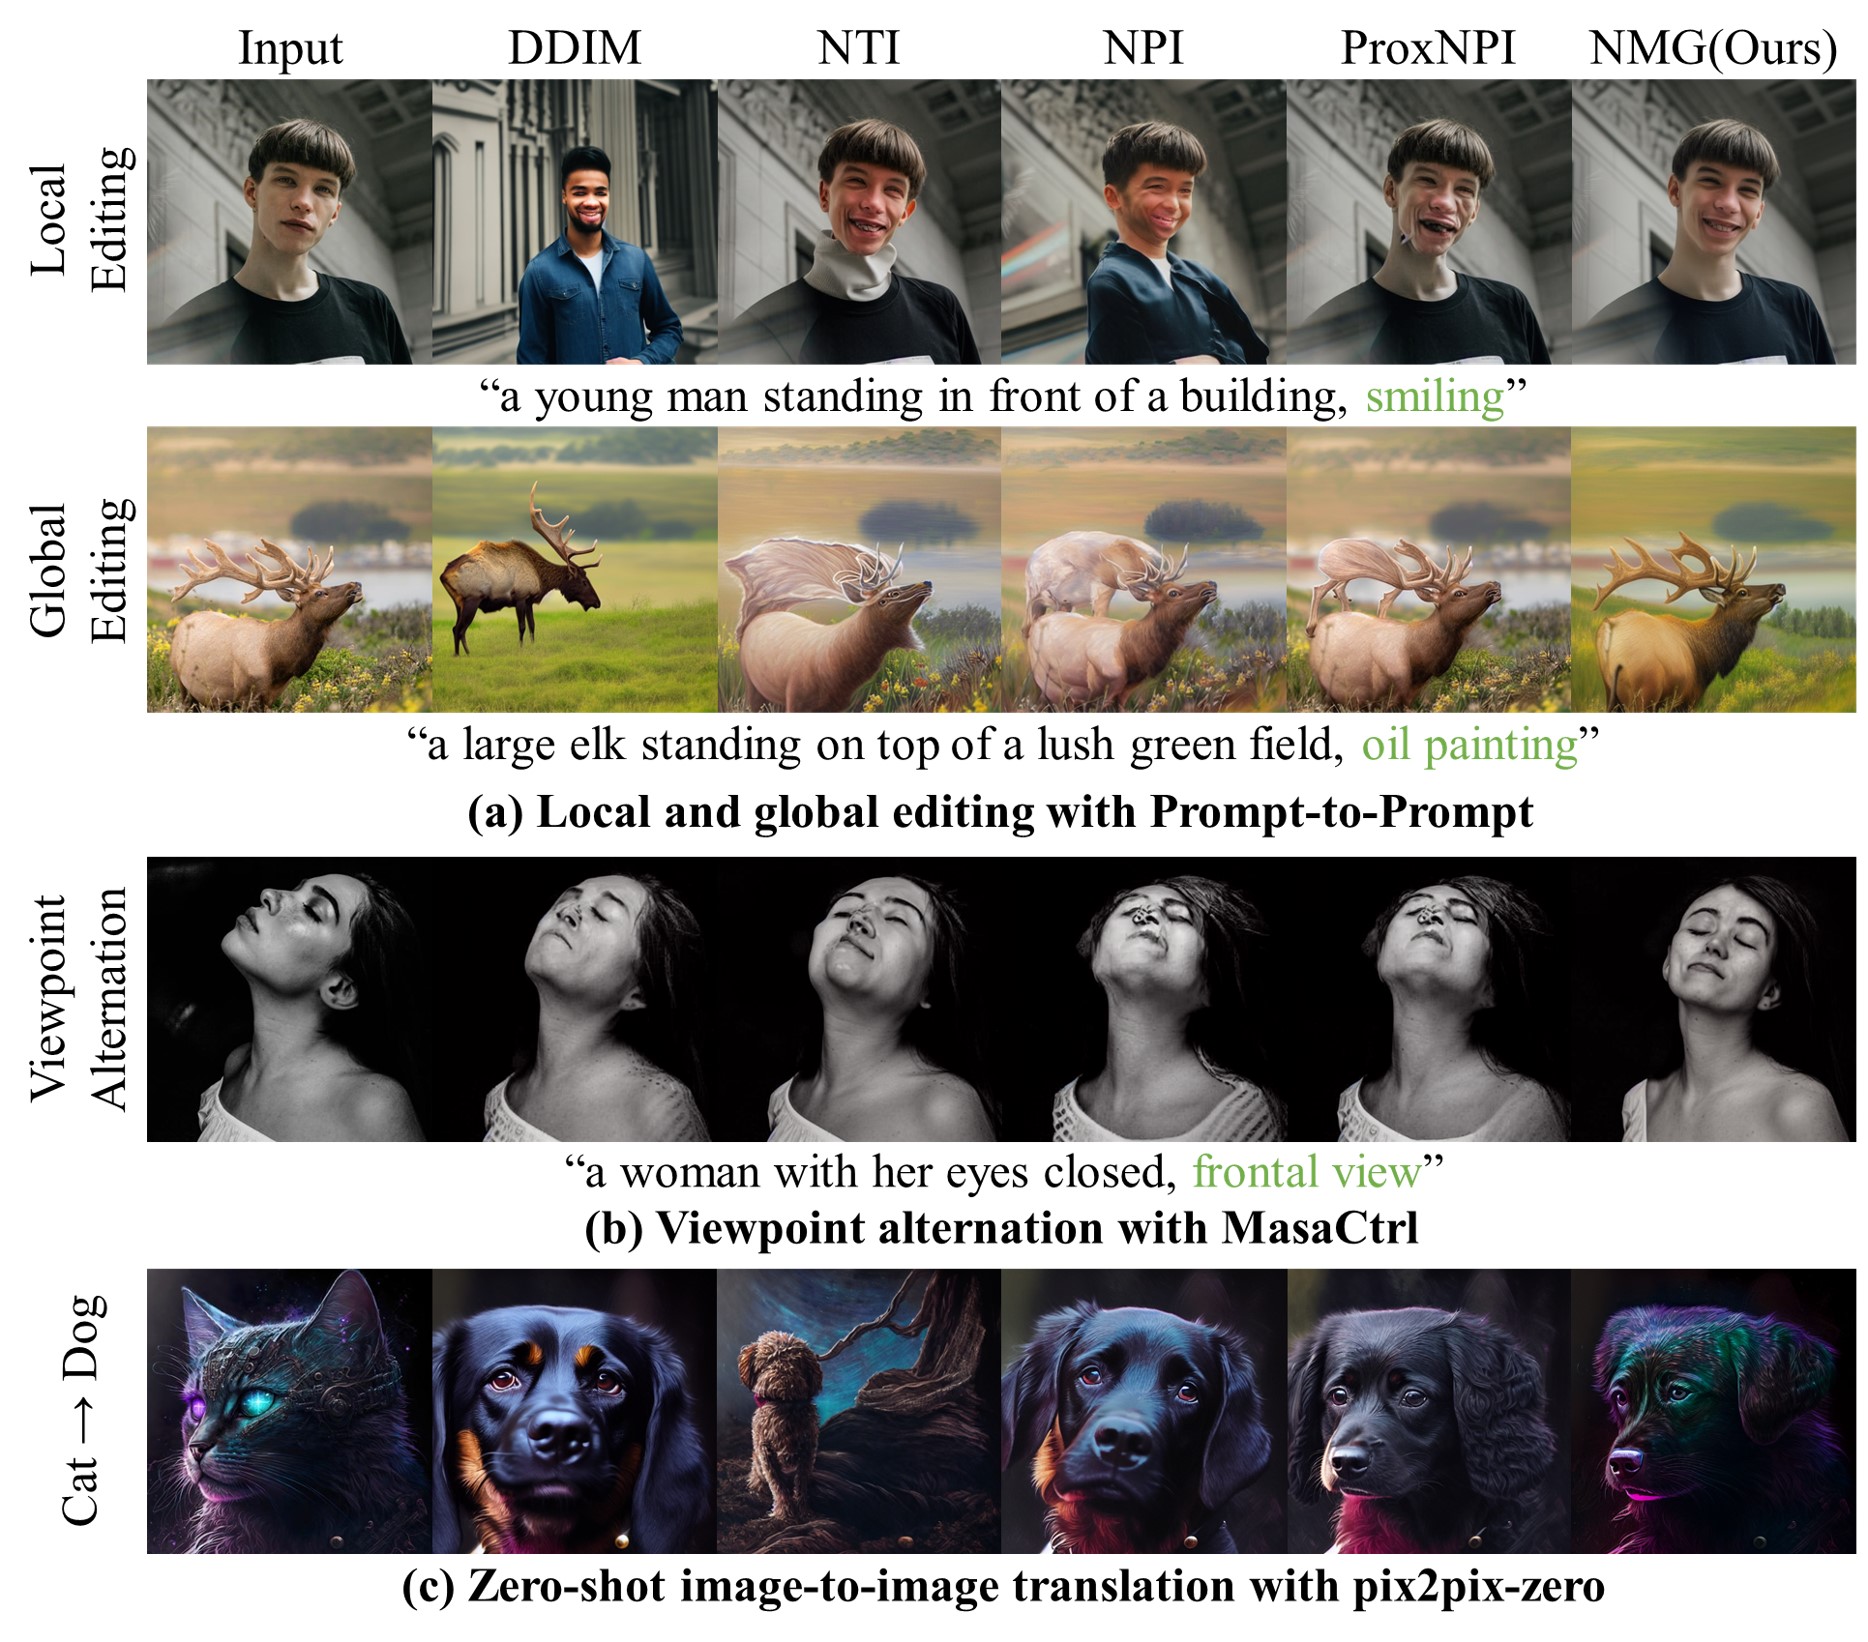 Input DDIM NTI NPI ProxNPI NMG(Ours)
Local
Editing
“a young man standing in front of a building, smiling”
Global
Editing
“a large elk standing on top of a lush green field, oil painting”
(a) Local and global editing with Prompt-to-Prompt
Viewpoint
Alternation
“a woman with her eyes closed, frontal view”
(b) Viewpoint alternation with MasaCtrl
Cat → Dog
(c) Zero-shot image-to-image translation with pix2pix-zero